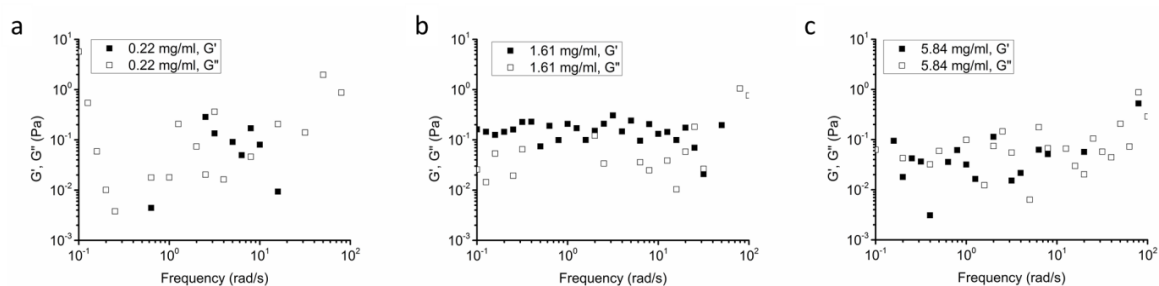 a
0.22 mg/ml, G'
0.22 mg/ml, G"
10^1
10^0
10^-1
10^-2
10^-3
G', G" (Pa)
10^-1
10^0
10^1
10^2
Frequency (rad/s)
b
1.61 mg/ml, G'
1.61 mg/ml, G"
10^1
10^0
10^-1
10^-2
10^-3
G', G" (Pa)
10^-1
10^0
10^1
10^2
Frequency (rad/s)
c
5.84 mg/ml, G'
5.84 mg/ml, G"
10^1
10^0
10^-1
10^-2
10^-3
G', G" (Pa)
10^-1
10^0
10^1
10^2
Frequency (rad/s)